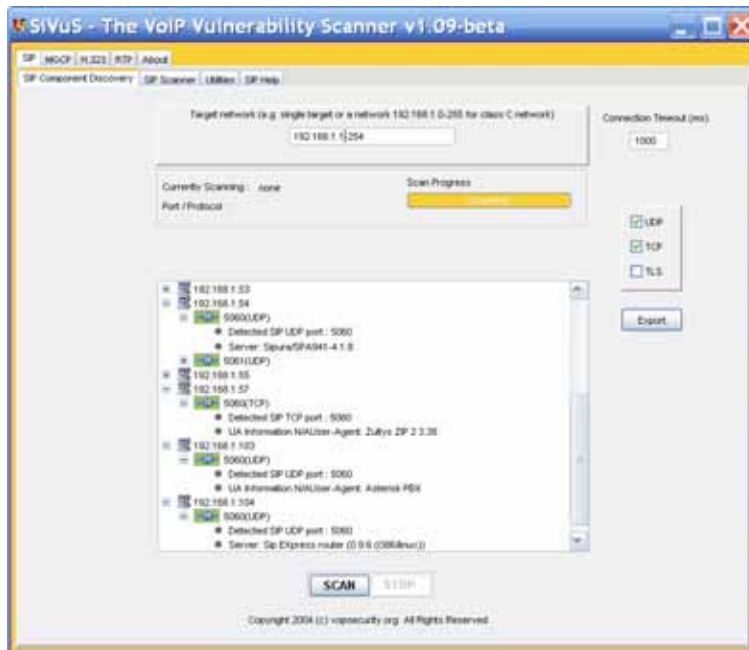 SiVuS - The VoIP Vulnerability Scanner v1.09-beta
SIP MGCP H.323 RTP About
SIP Component Discovery SIP Scanner Utilities SIP Help
Target network (e.g. single target or a network 192.168.1.0-255 for class C network)
192.168.1.1-254
Connection Timeout (ms)
1000
Currently Scanning : none
Scan Progress
Port / Protocol
UDP
TCP
TLS
Export
192.168.1.53
192.168.1.54
5060(UDP)
Detected SIP UDP port : 5060
Server: Sipura/SPA941-4.1.8
5061(UDP)
192.168.1.55
192.168.1.57
5060(TCP)
Detected SIP TCP port : 5060
UA Information N/AUser-Agent: Zultys ZIP 2 3.38
192.168.1.103
5060(UDP)
Detected SIP UDP port : 5060
UA Information N/AUser-Agent: Asterisk PBX
192.168.1.104
5060(UDP)
Detected SIP UDP port : 5060
Server: Sip EXpress router (0.9.6 (i386/linux))
SCAN STOP
Copyright 2004 (c) vopsecurity.org. All Rights Reserved